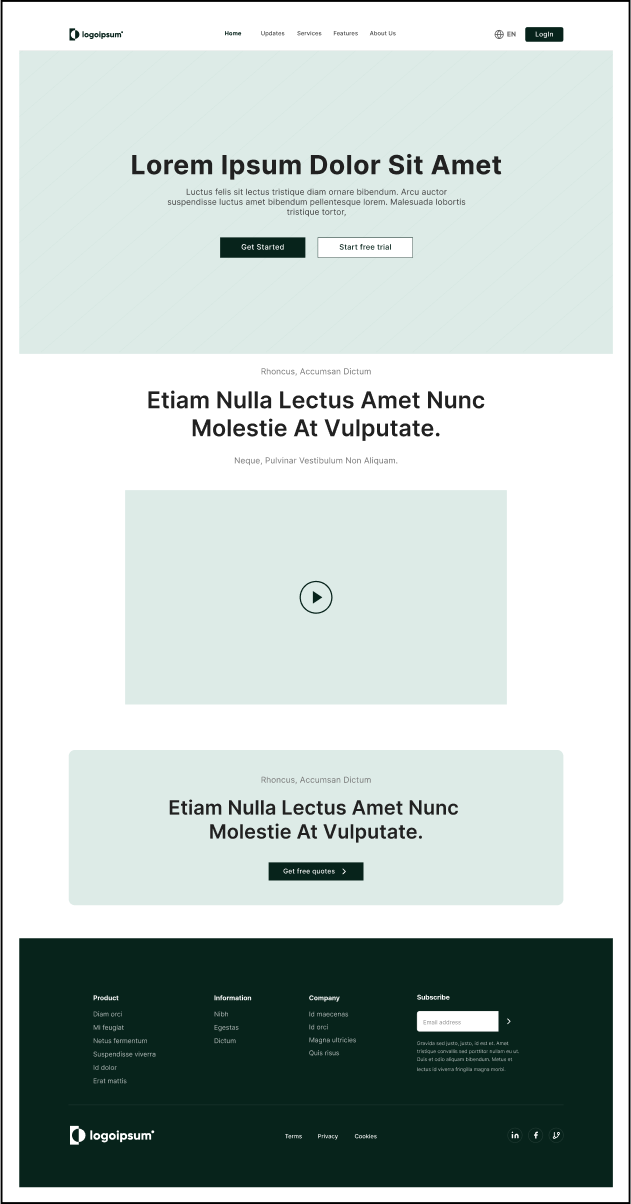 logoipsum
Home Updates Services Features About Us
EN
LogIn
Lorem Ipsum Dolor Sit Amet
Luctus felis sit lectus tristique diam ornare bibendum. Arcu auctor
suspendisse luctus amet bibendum pellentesque lorem. Malesuada lobortis
tristique tortor,
Get Started
Start free trial
Rhoncus, Accumsan Dictum
Etiam Nulla Lectus Amet Nunc
Molestie At Vulputate.
Neque, Pulvinar Vestibulum Non Aliquam.
Rhoncus, Accumsan Dictum
Etiam Nulla Lectus Amet Nunc
Molestie At Vulputate.
Get free quotes
Product
Diam orci
Mi feugiat
Netus fermentum
Suspendisse viverra
Id dolor
Erat mattis
Information
Nibh
Egestas
Dictum
Company
Id maecenas
Id orci
Magna ultricies
Quis risus
Subscribe
Email address
Gravida sed justo, justo, id est et. Amet
tristique convallis sed porttitor nullam eu ut.
Duis et odio aliquam bibendum. Metus et
lectus id viverra fringilla magna morbi.
logoipsum
Terms Privacy Cookies
in f